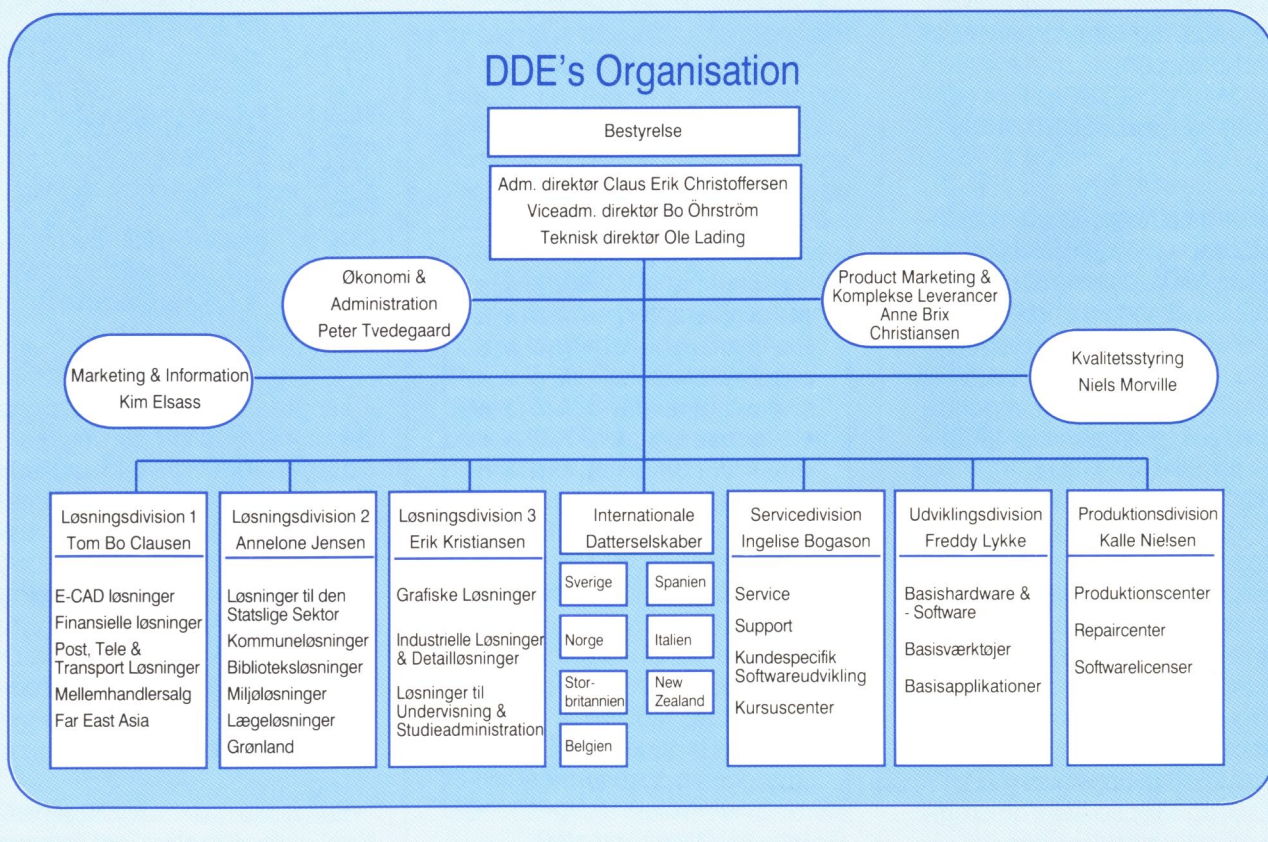 DDE's Organisation
Bestyrelse
Adm. direktør Claus Erik Christoffersen
Viceadm. direktør Bo Öhrström
Teknisk direktør Ole Lading
Økonomi &
Administration
Peter Tvedegaard
Product Marketing &
Komplekse Leverancer
Anne Brix
Christiansen
Marketing & Information
Kim Elsass
Kvalitetsstyring
Niels Morville
Løsningsdivision 1
Tom Bo Clausen
E-CAD løsninger
Finansielle løsninger
Post, Tele &
Transport Løsninger
Mellemhandlersalg
Far East Asia
Løsningsdivision 2
Annelone Jensen
Løsninger til den
Statslige Sektor
Kommuneløsninger
Biblioteksløsninger
Miljøløsninger
Lægeløsninger
Grønland
Løsningsdivision 3
Erik Kristiansen
Grafiske Løsninger
Industrielle Løsninger
& Detailløsninger
Løsninger til
Undervisning &
Studieadministration
Internationale
Datterselskaber
Sverige
Spanien
Norge
Italien
Stor-
britannien
New
Zealand
Belgien
Servicedivision
Ingelise Bogason
Service
Support
Kundespecifik
Softwareudvikling
Kursuscenter
Udviklingsdivision
Freddy Lykke
Basishardware &
- Software
Basisværktøjer
Basisapplikationer
Produktionsdivision
Kalle Nielsen
Produktionscenter
Repaircenter
Softwarelicenser